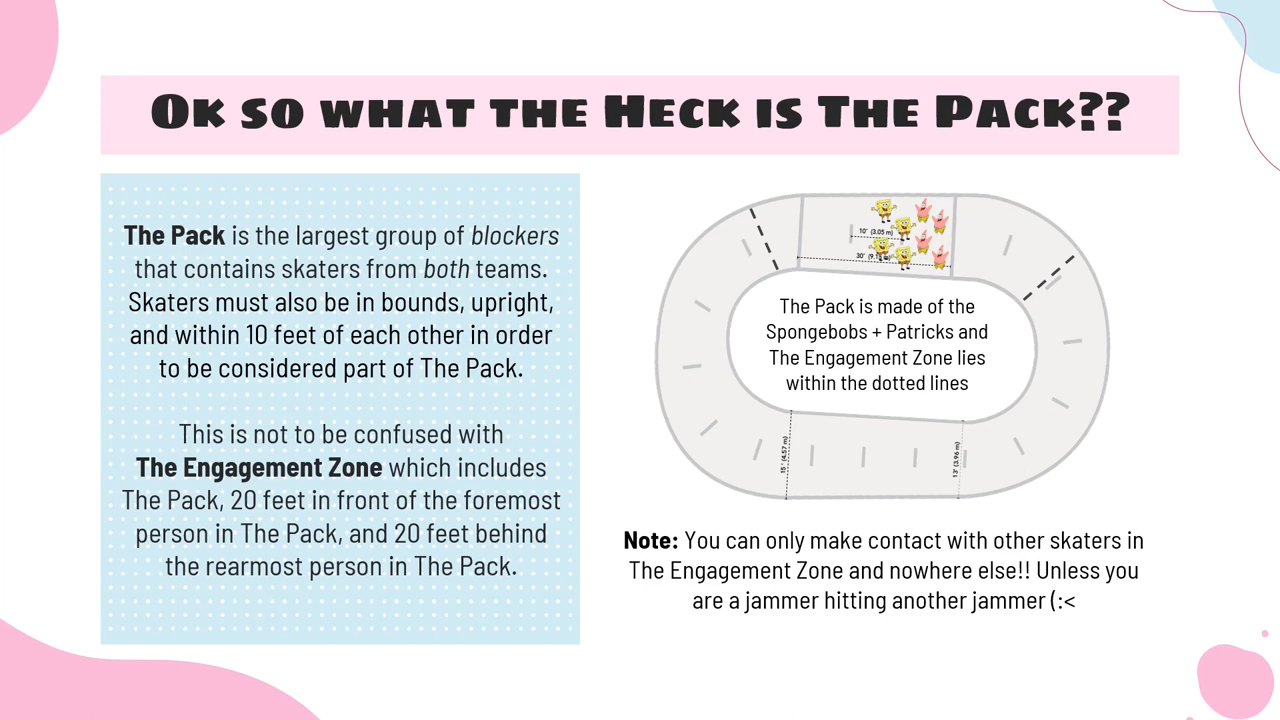 Ok so what the Heck is The Pack??
The Pack is the largest group of blockers
that contains skaters from both teams.
Skaters must also be in bounds, upright,
and within 10 feet of each other in order
to be considered part of The Pack.
This is not to be confused with
The Engagement Zone which includes
The Pack, 20 feet in front of the foremost
person in The Pack, and 20 feet behind
the rearmost person in The Pack.
10' (3.05 m)
30' (9.1
The Pack is made of the
Spongebobs + Patricks and
The Engagement Zone lies
within the dotted lines
15' (4.57 m)
13' (3.96 m)
Note: You can only make contact with other skaters in
The Engagement Zone and nowhere else!! Unless you
are a jammer hitting another jammer (:<